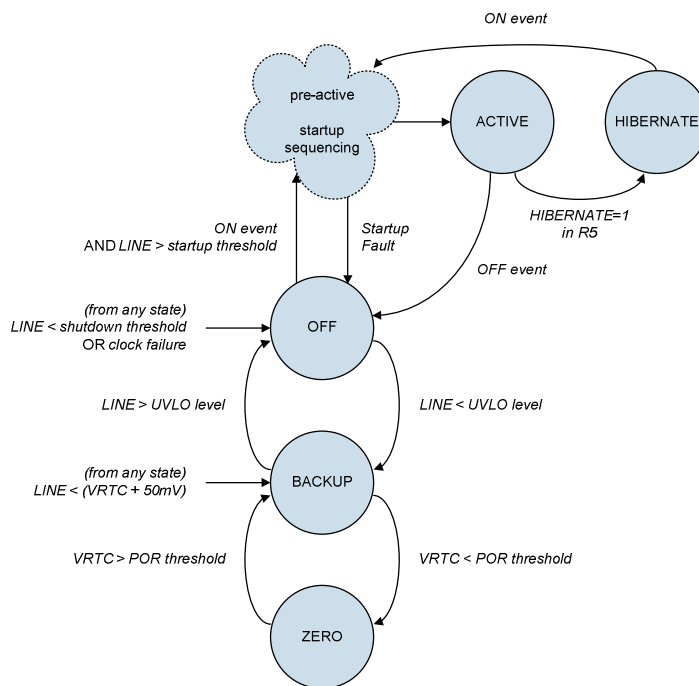 ON event
pre-active
startup
sequencing
ACTIVE
HIBERNATE
HIBERNATE=1
in R5
ON event
AND LINE > startup threshold
Startup
Fault
OFF event
(from any state)
LINE < shutdown threshold
OR clock failure
OFF
LINE > UVLO level
LINE < UVLO level
(from any state)
LINE < (VRTC + 50mV)
BACKUP
VRTC > POR threshold
VRTC < POR threshold
ZERO